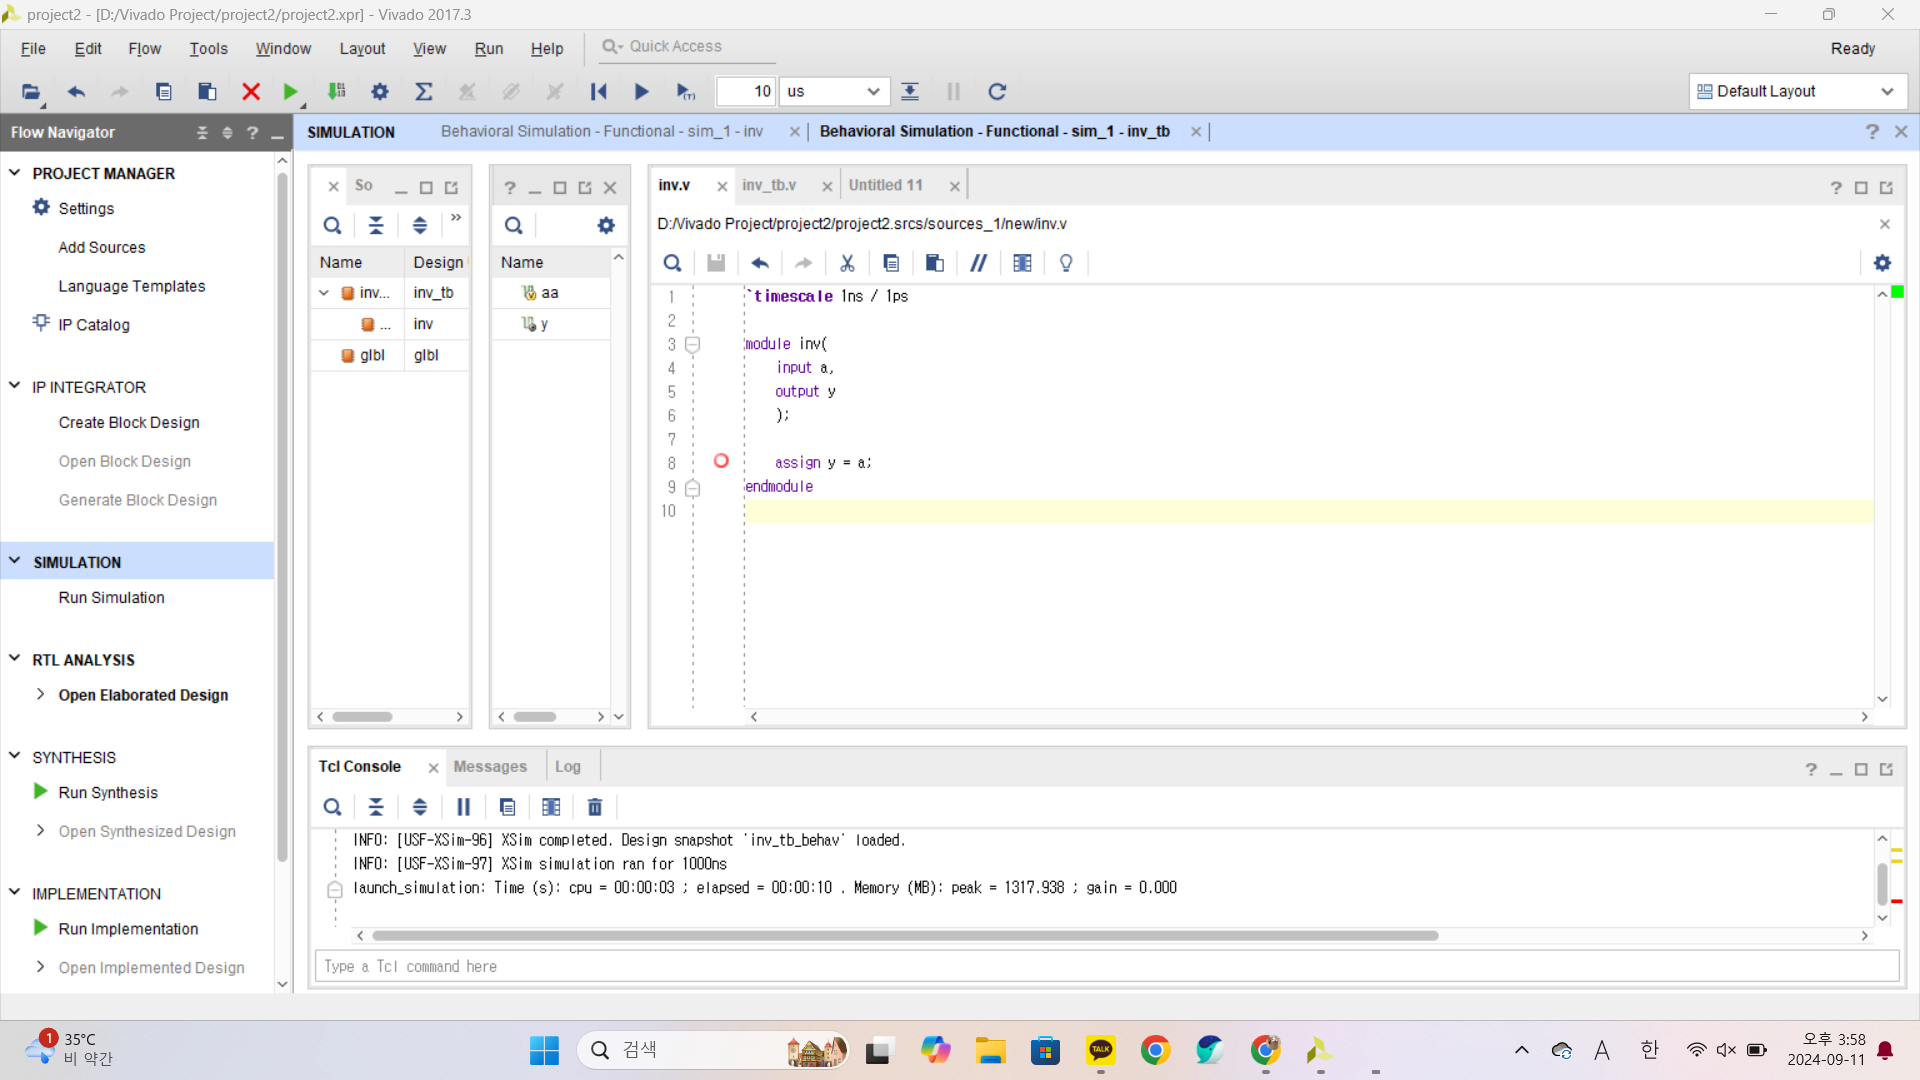 project2 - [D:/Vivado Project/project2/project2.xpr] - Vivado 2017.3
File Edit Flow Tools Window Layout View Run Help Quick Access Ready
10 us Default Layout
Flow Navigator
SIMULATION Behavioral Simulation - Functional - sim_1 - inv Behavioral Simulation - Functional - sim_1 - inv_tb
PROJECT MANAGER
Settings
Add Sources
Language Templates
IP Catalog
IP INTEGRATOR
Create Block Design
Open Block Design
Generate Block Design
SIMULATION
Run Simulation
RTL ANALYSIS
Open Elaborated Design
SYNTHESIS
Run Synthesis
Open Synthesized Design
IMPLEMENTATION
Run Implementation
Open Implemented Design
So
Name Design
inv... inv_tb
... inv
glbl glbl
Name
aa
y
inv.v inv_tb.v Untitled 11
D:/Vivado Project/project2/project2.srcs/sources_1/new/inv.v
1 `timescale 1ns / 1ps
2
3 module inv(
4 input a,
5 output y
6 );
7
8 assign y = a;
9 endmodule
10
Tcl Console Messages Log
INFO: [USF-XSim-96] XSim completed. Design snapshot 'inv_tb_behav' loaded.
INFO: [USF-XSim-97] XSim simulation ran for 1000ns
launch_simulation: Time (s): cpu = 00:00:03 ; elapsed = 00:00:10 . Memory (MB): peak = 1317.938 ; gain = 0.000
Type a Tcl command here
1
35°C
비 약간
검색
TALK
A 한
오후 3:58
2024-09-11